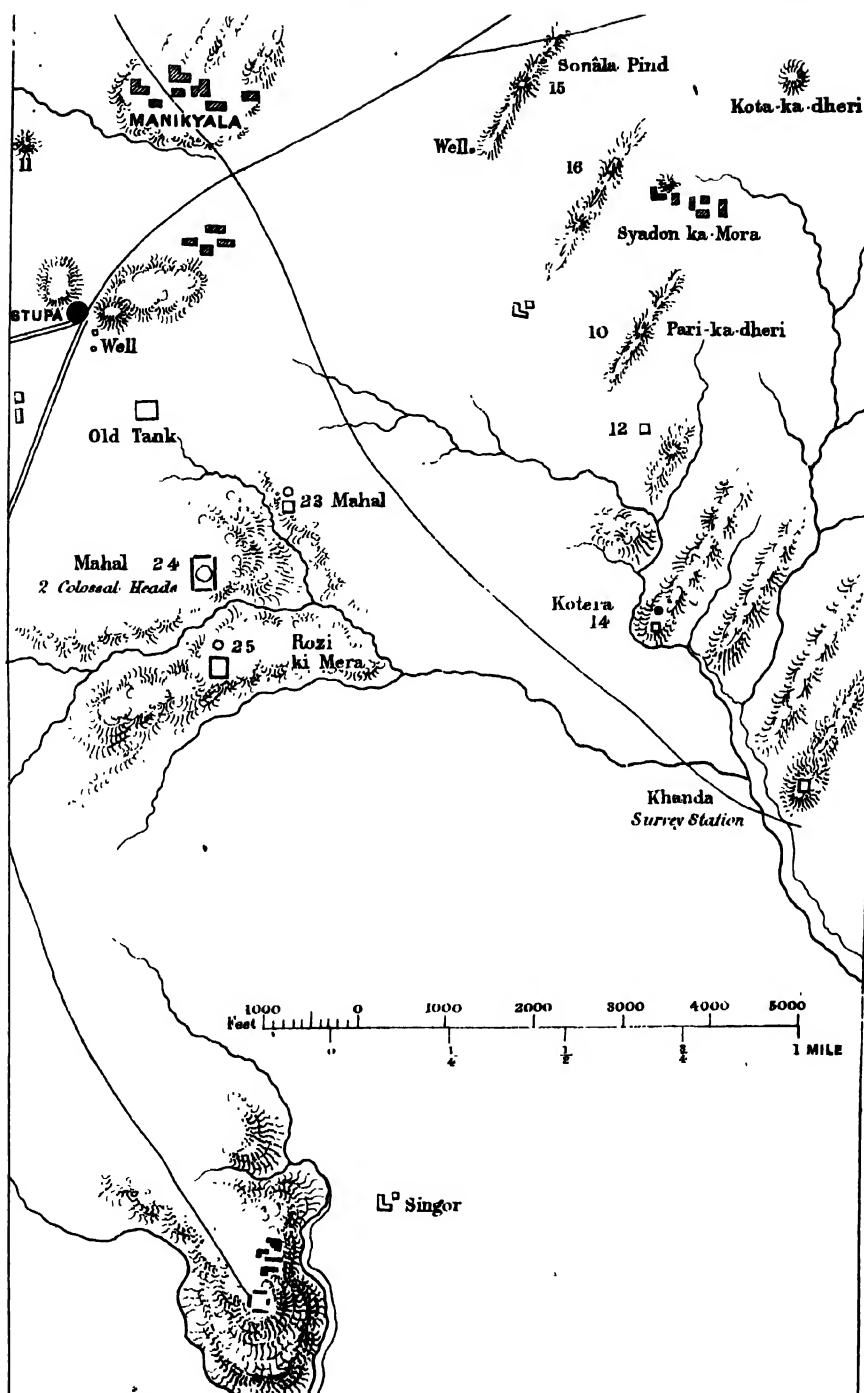 Sonâla Pind
15
Kota-ka-dheri
MANIKYALA
Well.
11
16
Syadon ka-Mora
STUPA
Well
10
Pari-ka-dheri
Old Tank
12
23 Mahal
Mahal 24
2 Colossal Heads
Kotera
14
25
Rozi
ki Mera
Khanda
Survey Station
1000 0 1000 2000 3000 4000 5000
Feet
0 1/4 1/2 3/4 1 MILE
Singor